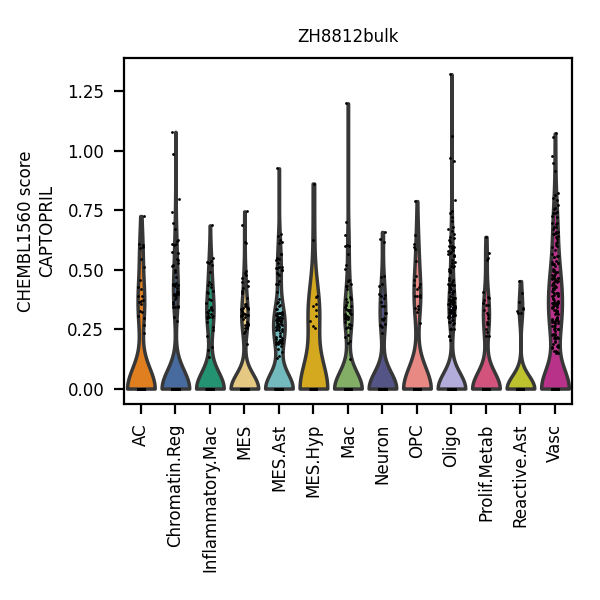 ZH8812bulk
CHEMBL1560 score
CAPTOPRIL
1.25
1.00
0.75
0.50
0.25
0.00
AC
Chromatin.Reg
Inflammatory.Mac
MES
MES.Ast
MES.Hyp
Mac
Neuron
OPC
Oligo
Prolif.Metab
Reactive.Ast
Vasc